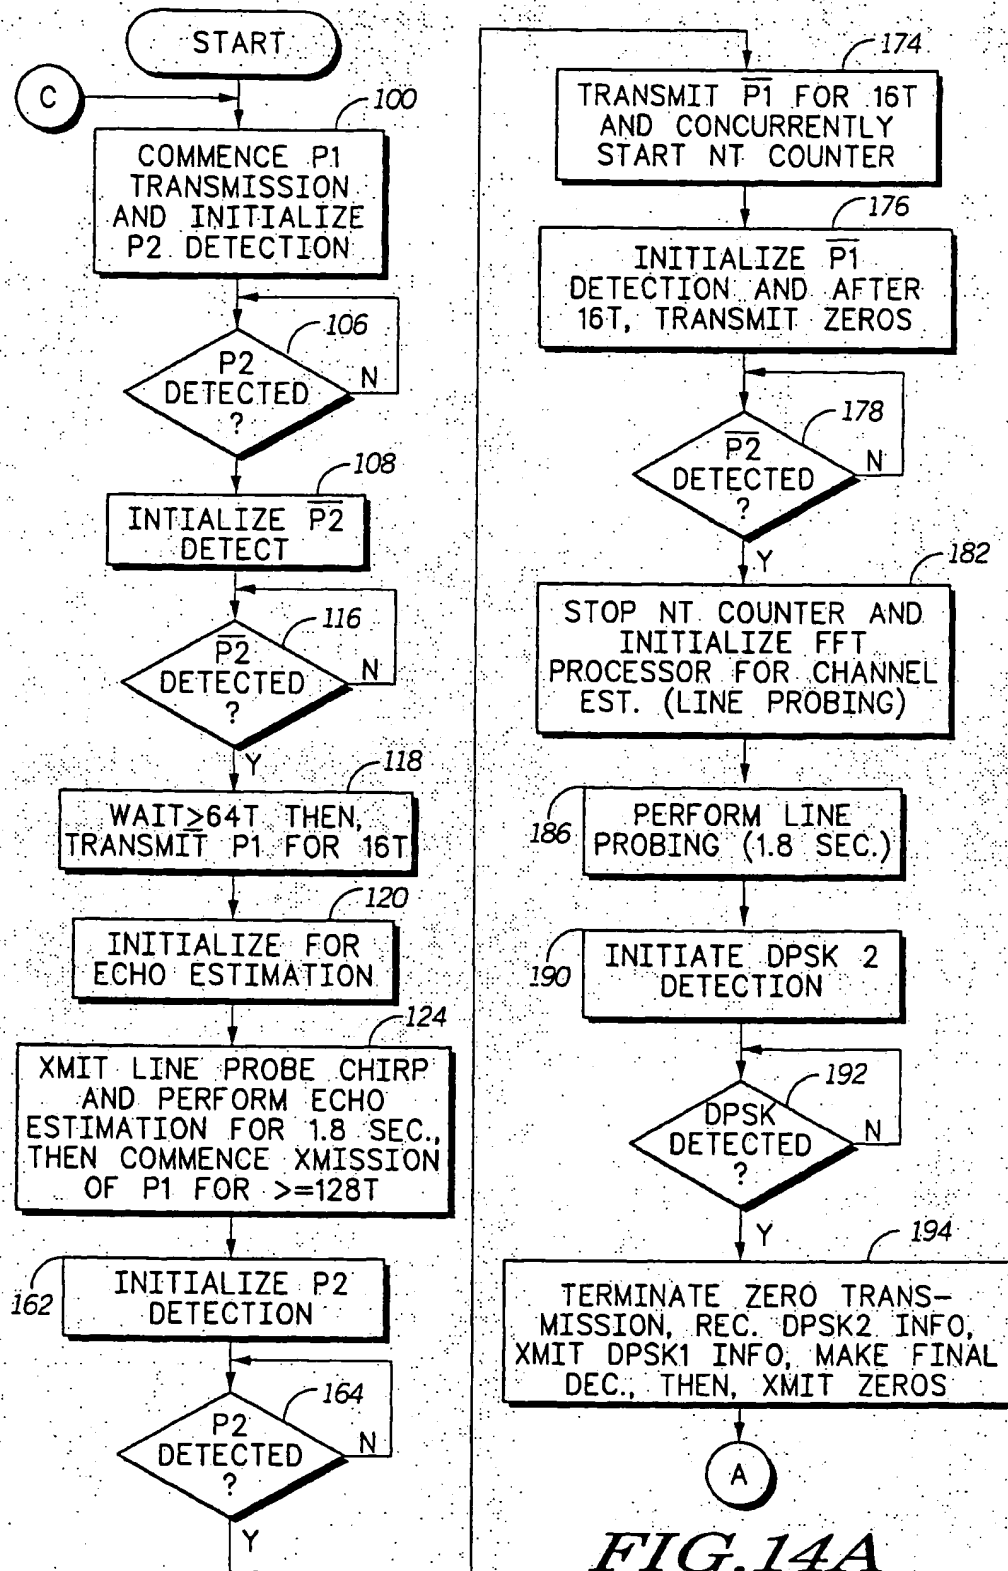 START
C
100
COMMENCE P1
TRANSMISSION
AND INITIALIZE
P2 DETECTION
106
P2
DETECTED
?
N
108
INTIALIZE P̅2̅
DETECT
116
P̅2̅
DETECTED
?
N
Y
118
WAIT≥64T THEN,
TRANSMIT P̅1̅ FOR 16T
120
INITIALIZE FOR
ECHO ESTIMATION
124
XMIT LINE PROBE CHIRP
AND PERFORM ECHO
ESTIMATION FOR 1.8 SEC.,
THEN COMMENCE XMISSION
OF P1 FOR >=128T
162
INITIALIZE P2
DETECTION
164
P2
DETECTED
?
N
Y
174
TRANSMIT P̅1̅ FOR 16T
AND CONCURRENTLY
START NT COUNTER
176
INITIALIZE P̅1̅
DETECTION AND AFTER
16T, TRANSMIT ZEROS
178
P̅2̅
DETECTED
?
N
Y
182
STOP NT COUNTER AND
INITIALIZE FFT
PROCESSOR FOR CHANNEL
EST. (LINE PROBING)
186
PERFORM LINE
PROBING (1.8 SEC.)
190
INITIATE DPSK 2
DETECTION
192
DPSK
DETECTED
?
N
Y
194
TERMINATE ZERO TRANS-
MISSION, REC. DPSK2 INFO,
XMIT DPSK1 INFO, MAKE FINAL
DEC., THEN, XMIT ZEROS
A
FIG.14A